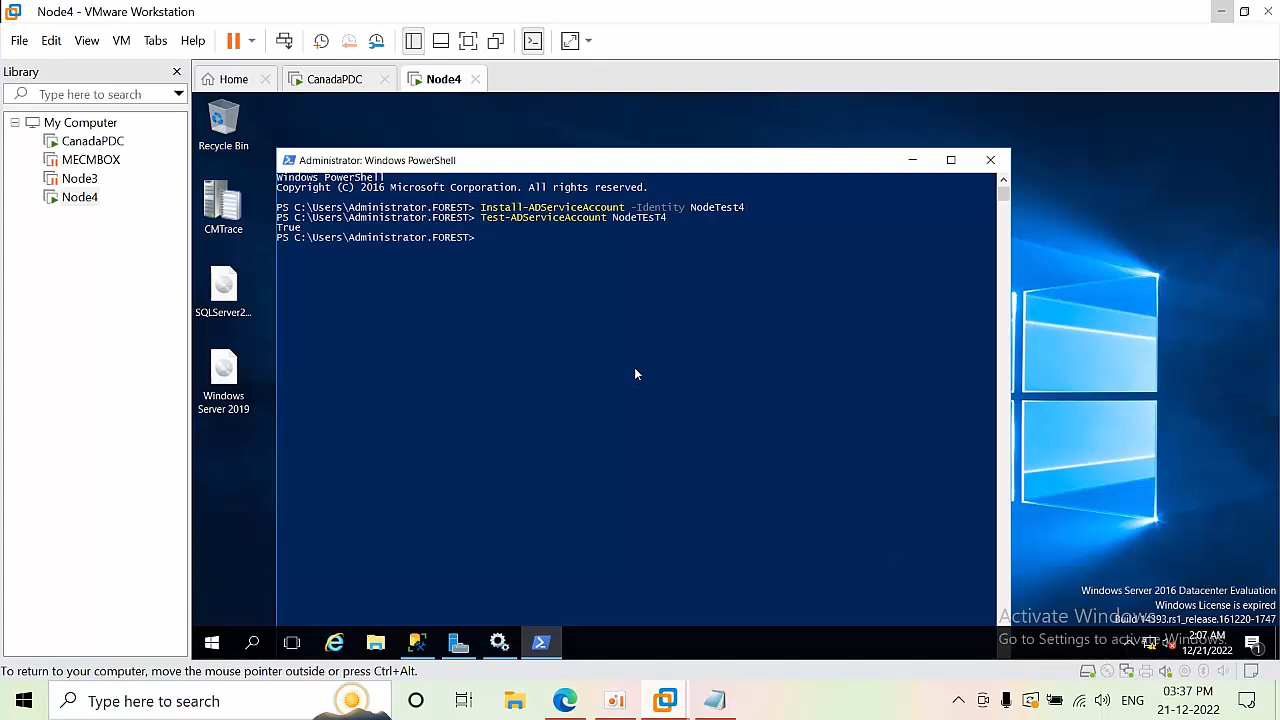 Node4 - VMware Workstation
File Edit View VM Tabs Help
Library
Type here to search
My Computer
CanadaPDC
MECMBOX
Node3
Node4
Home
CanadaPDC
Node4
Recycle Bin
CMTrace
SQLServer2...
Windows
Server 2019
Administrator: Windows PowerShell
Windows PowerShell
Copyright (C) 2016 Microsoft Corporation. All rights reserved.
PS C:\Users\Administrator.FOREST> Install-ADServiceAccount -Identity NodeTest4
PS C:\Users\Administrator.FOREST> Test-ADServiceAccount NodeTEST4
True
PS C:\Users\Administrator.FOREST>
Windows Server 2016 Datacenter Evaluation
Windows License is expired
Build 14393.rs1_release.161220-1747
Activate Windows
Go to Settings to activate Windows.
2:07 AM
12/21/2022
1
To return to your computer, move the mouse pointer outside or press Ctrl+Alt.
Type here to search
ENG
03:37 PM
21-12-2022